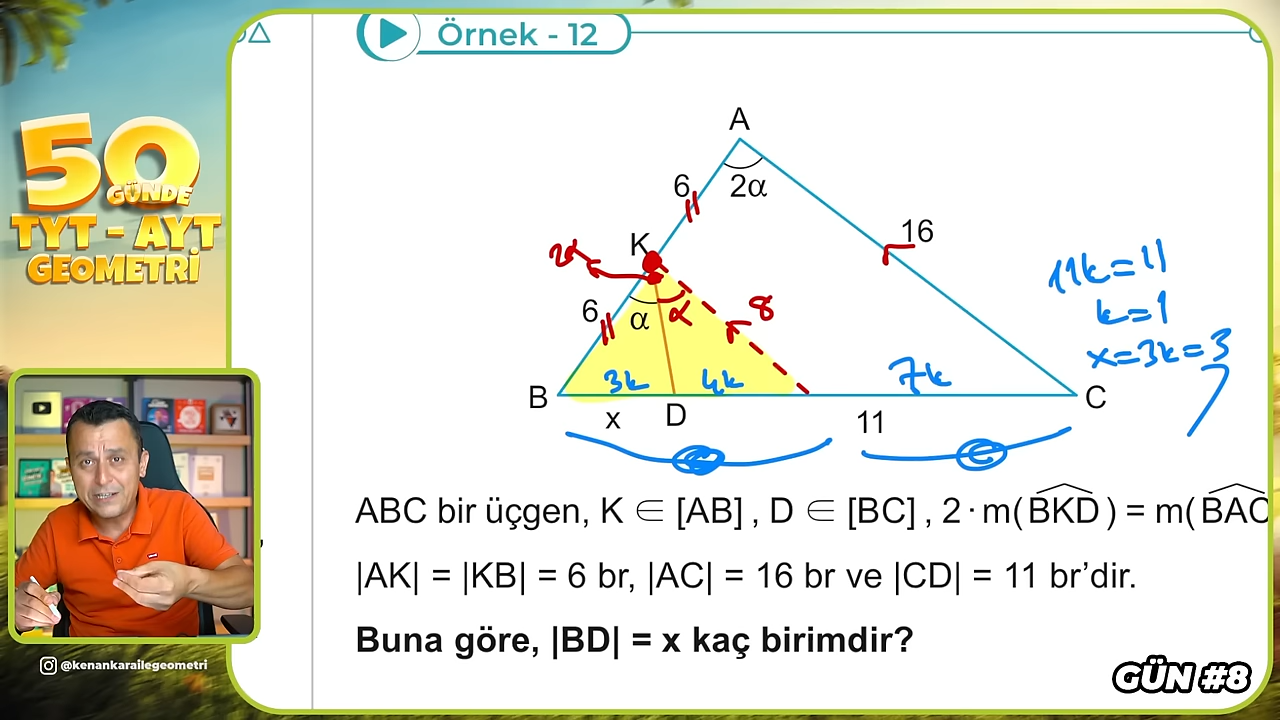 Örnek - 12
50
GÜNDE
TYT - AYT
GEOMETRİ
A
2α
6
16
K
2α
6
α
α
8
11k=11
k=1
x=3k=3
3k
4k
7k
B
x
D
11
C
ABC bir üçgen, K ∈ [AB] , D ∈ [BC] , 2 · m(BKD) = m(BAC
|AK| = |KB| = 6 br, |AC| = 16 br ve |CD| = 11 br’dir.
Buna göre, |BD| = x kaç birimdir?
@kenankarailegeometri
GÜN #8